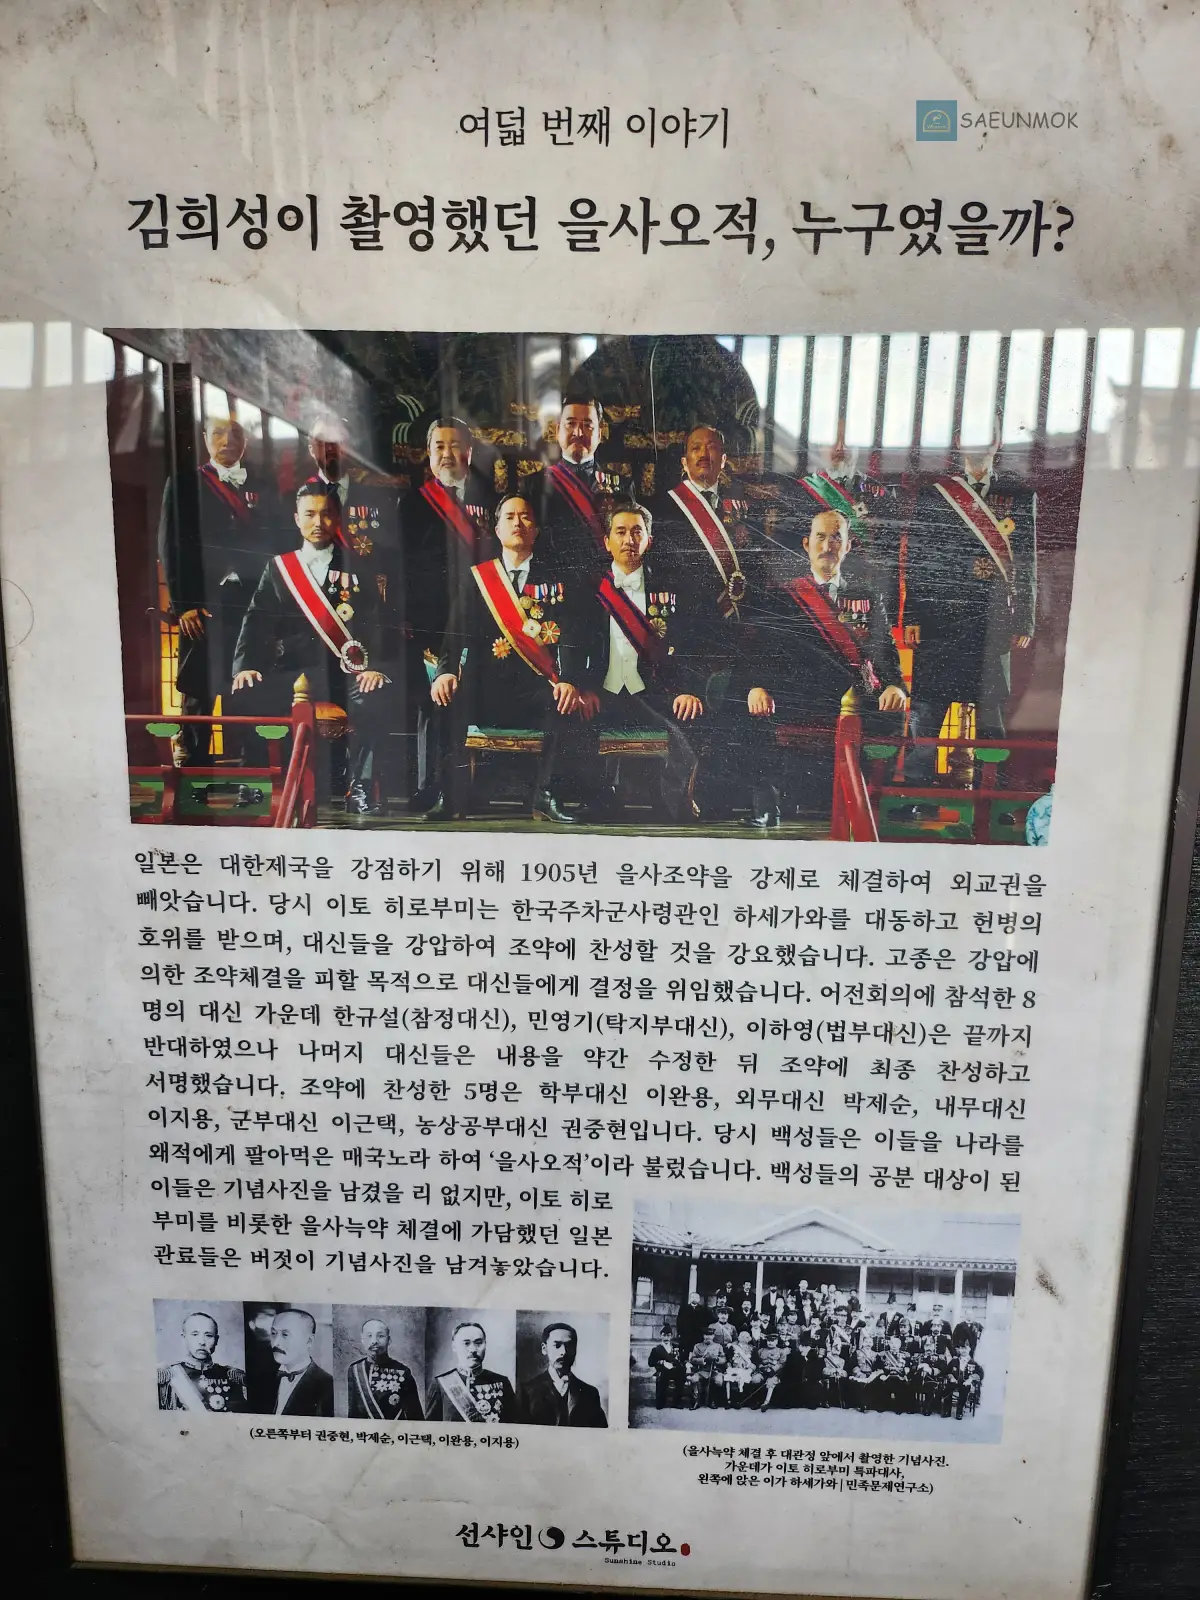 여덟 번째 이야기
SAEUNMOK
김희성이 촬영했던 을사오적, 누구였을까?
일본은 대한제국을 강점하기 위해 1905년 을사조약을 강제로 체결하여 외교권을
빼앗습니다. 당시 이토 히로부미는 한국주차군사령관인 하세가와를 대동하고 헌병의
호위를 받으며, 대신들을 강압하여 조약에 찬성할 것을 강요했습니다. 고종은 강압에
의한 조약체결을 피할 목적으로 대신들에게 결정을 위임했습니다. 어전회의에 참석한 8
명의 대신 가운데 한규설(참정대신), 민영기(탁지부대신), 이하영(법부대신)은 끝까지
반대하였으나 나머지 대신들은 내용을 약간 수정한 뒤 조약에 최종 찬성하고
서명했습니다. 조약에 찬성한 5명은 학부대신 이완용, 외무대신 박제순, 내무대신
이지용, 군부대신 이근택, 농상공부대신 권중현입니다. 당시 백성들은 이들을 나라를
왜적에게 팔아먹은 매국노라 하여 ‘을사오적’이라 불렀습니다. 백성들의 공분 대상이 된
이들은 기념사진을 남겼을 리 없지만, 이토 히로
부미를 비롯한 을사늑약 체결에 가담했던 일본
관료들은 버젓이 기념사진을 남겨놓았습니다.
(오른쪽부터 권중현, 박제순, 이근택, 이완용, 이지용)
(을사늑약 체결 후 대관정 앞에서 촬영한 기념사진.
가운데가 이토 히로부미 특파대사,
왼쪽에 앉은 이가 하세가와 | 민족문제연구소)
선샤인 스튜디오
Sunshine Studio